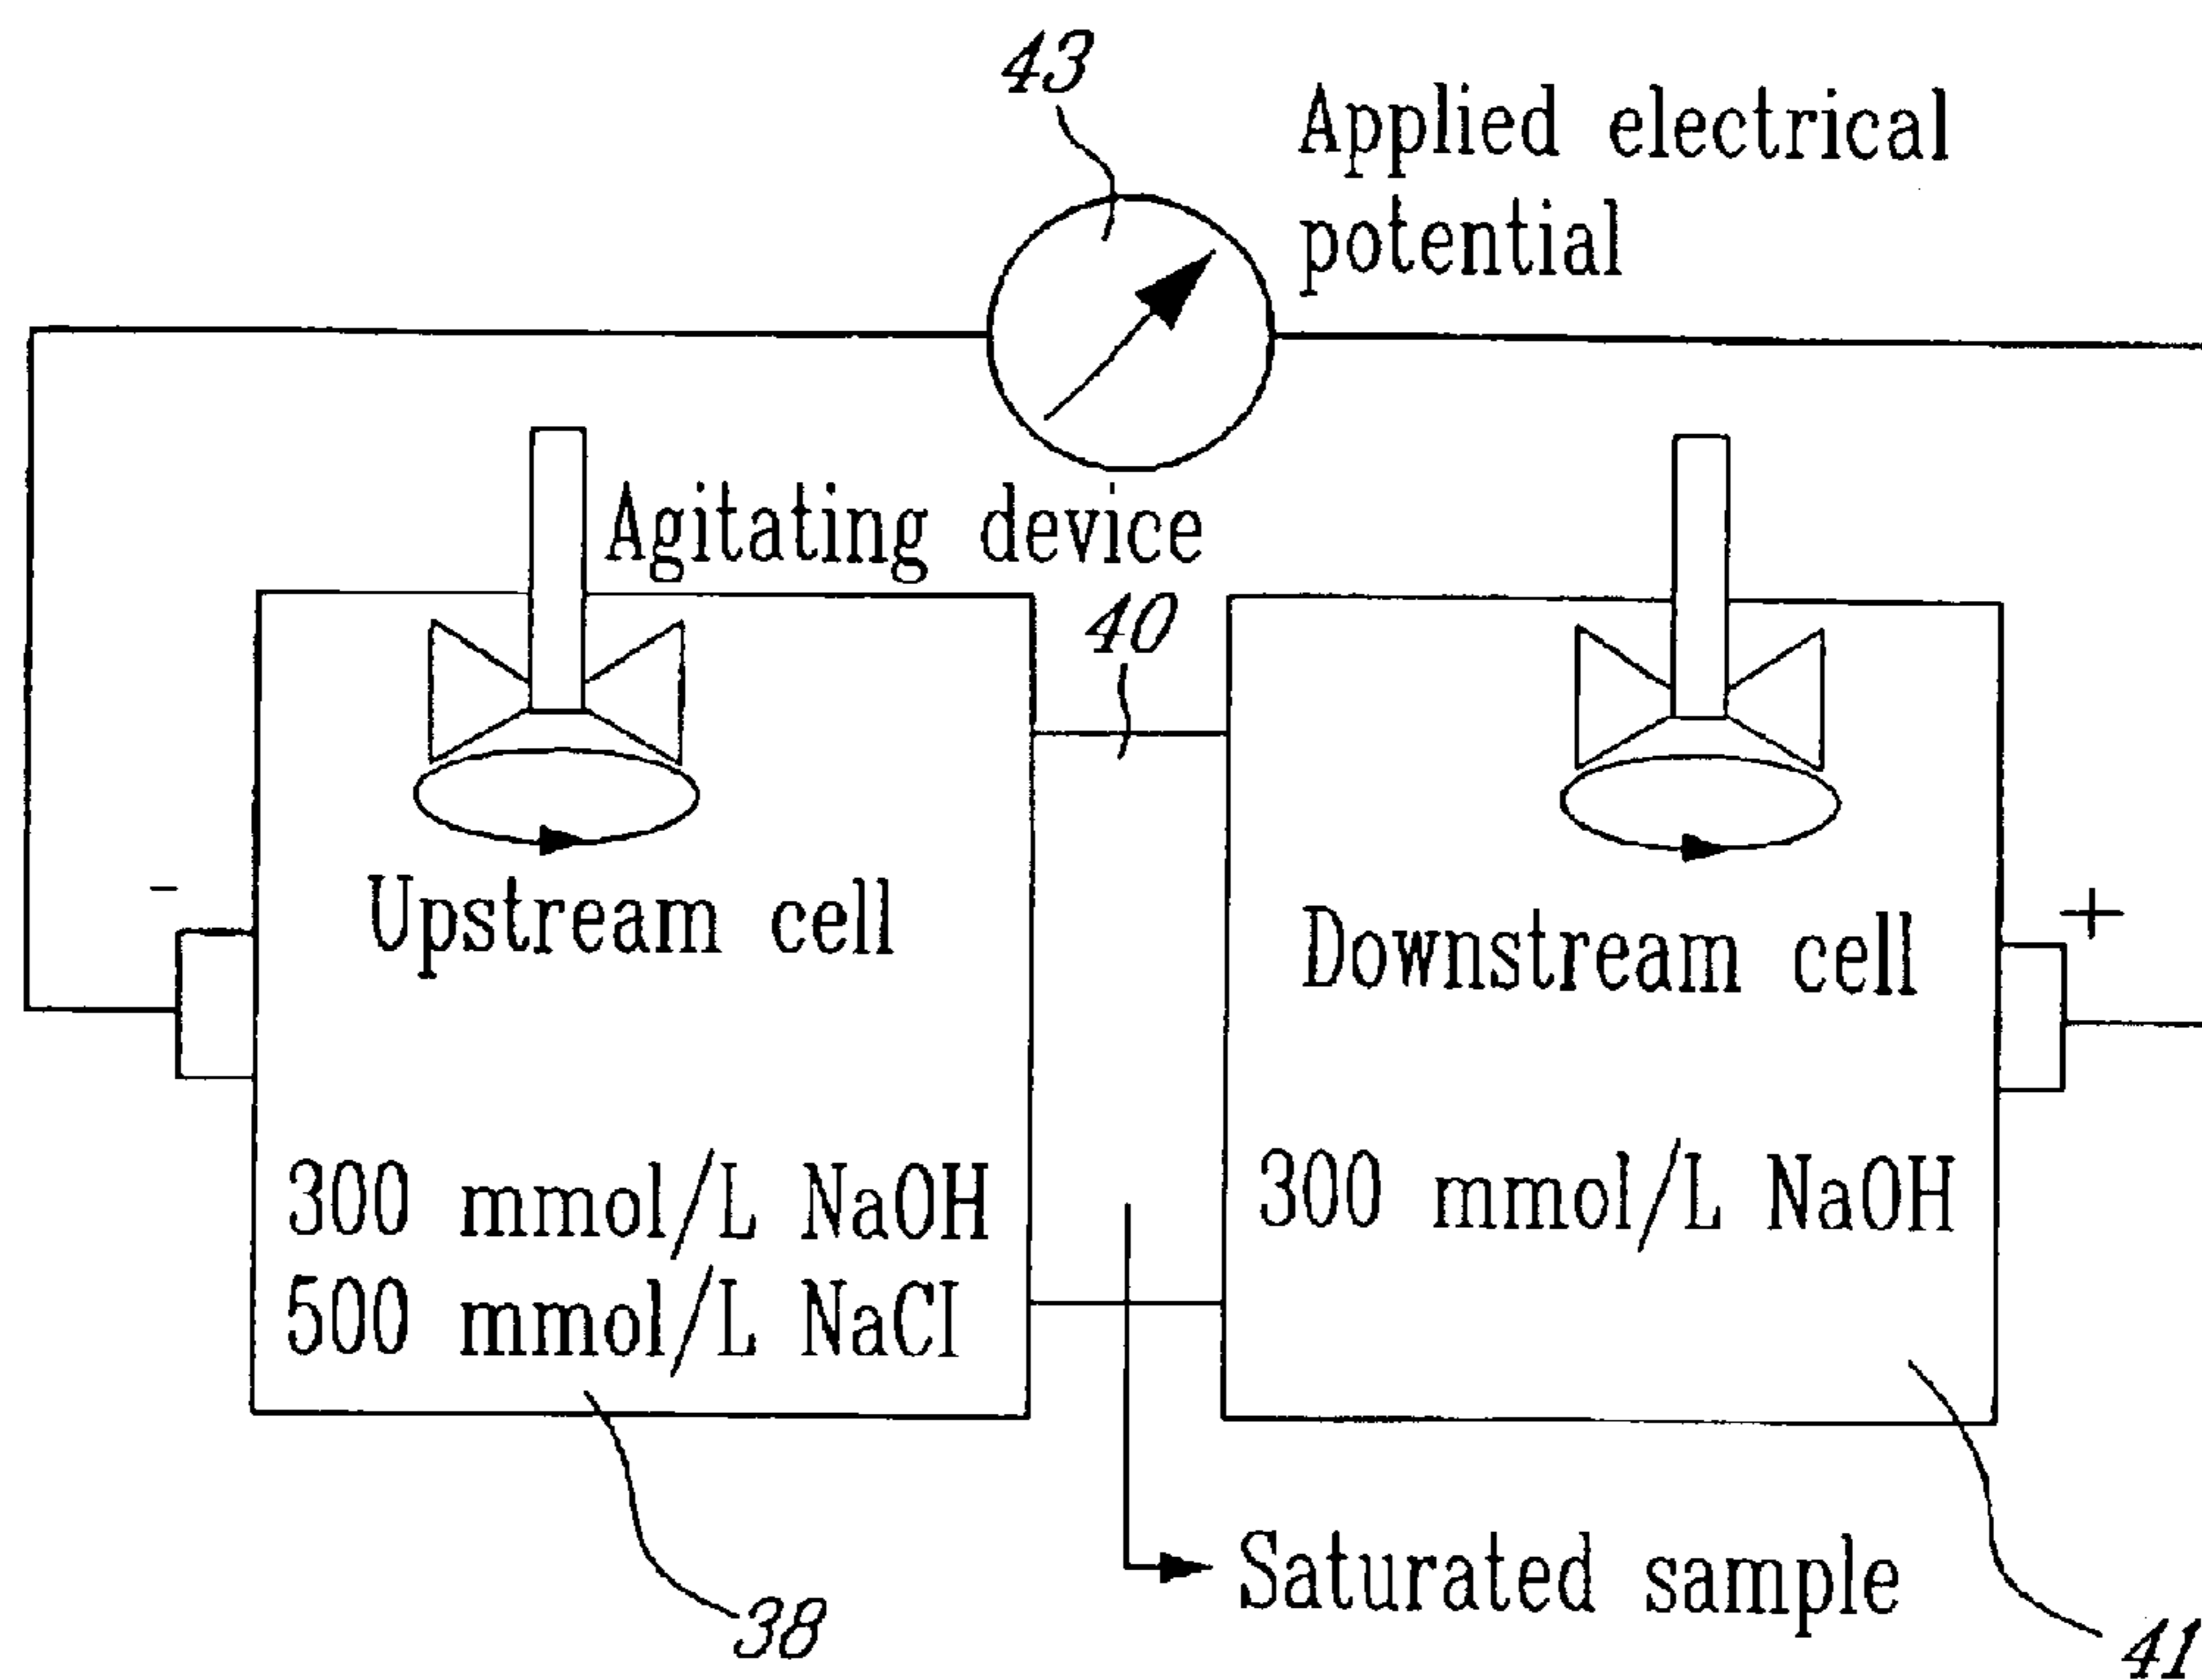 43
Applied electrical
potential
Agitating device
40
-
+
Upstream cell
Downstream cell
300 mmol/L NaOH
500 mmol/L NaCl
300 mmol/L NaOH
Saturated sample
38
41